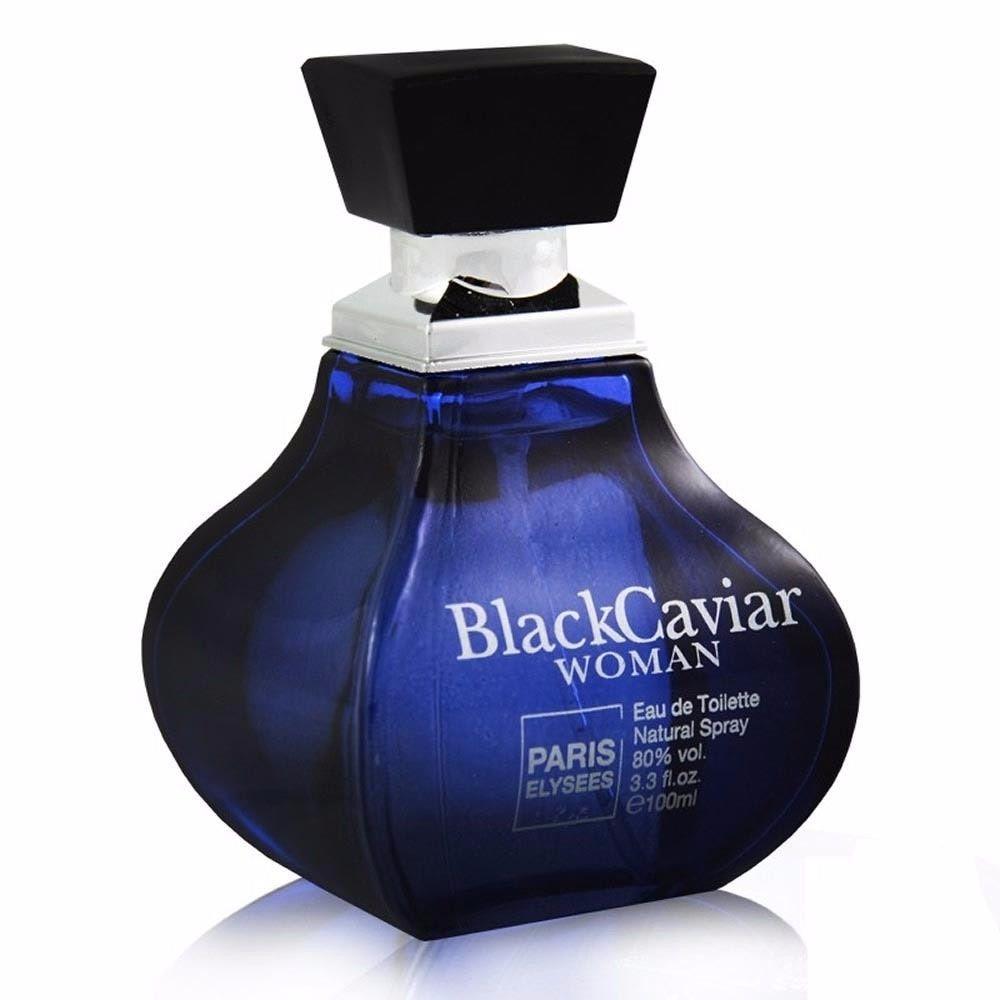 BlackCaviar
WOMAN
PARIS
ELYSEES
Eau de Toilette
Natural Spray
80% vol.
3.3 fl.oz.
℮100ml